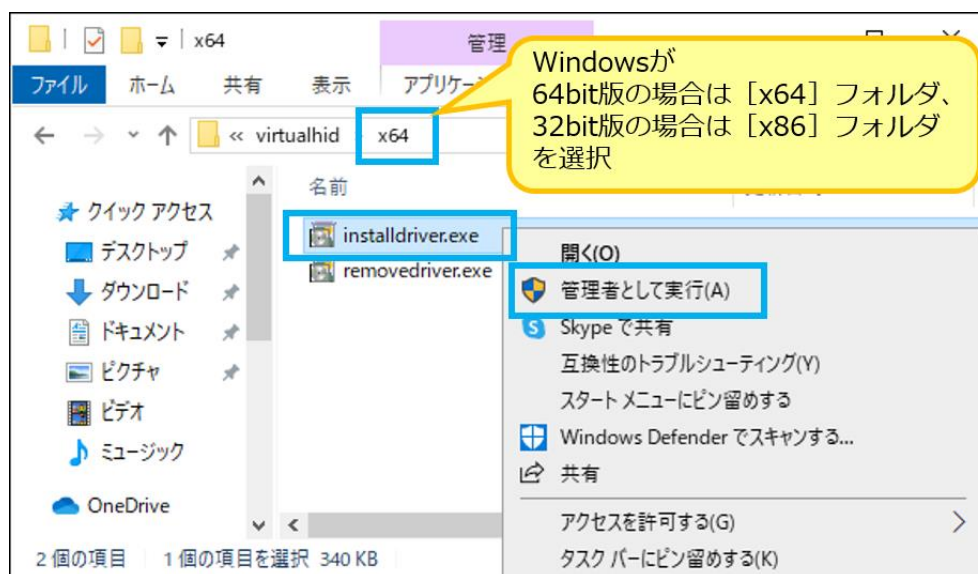 x64
管理
ファイル
ホーム
共有
表示
« virtualhid
x64
Windowsが
64bit版の場合は［x64］フォルダ、
32bit版の場合は［x86］フォルダ
を選択
クイック アクセス
デスクトップ
ダウンロード
ドキュメント
ピクチャ
ビデオ
ミュージック
OneDrive
名前
installdriver.exe
removedriver.exe
開く(O)
管理者として実行(A)
Skype で共有
互換性のトラブルシューティング(Y)
スタート メニューにピン留めする
Windows Defender でスキャンする...
共有
アクセスを許可する(G)
タスク バーにピン留めする(K)
2 個の項目
1 個の項目を選択 340 KB